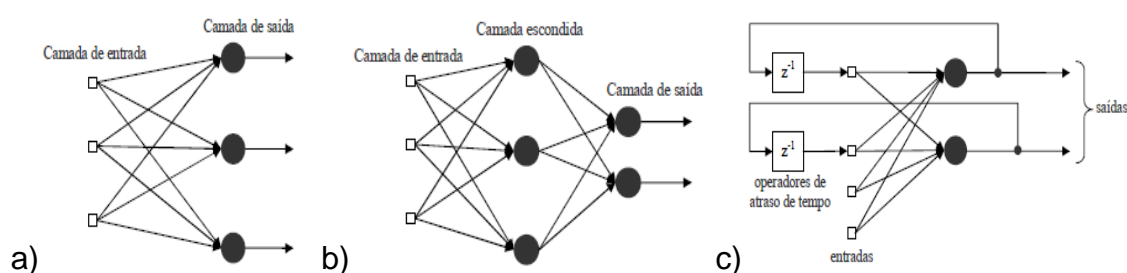 a)
Camada de entrada
Camada de saída
b)
Camada de entrada
Camada escondida
Camada de saída
c)
z⁻¹
z⁻¹
operadores de
atraso de tempo
entradas
saídas